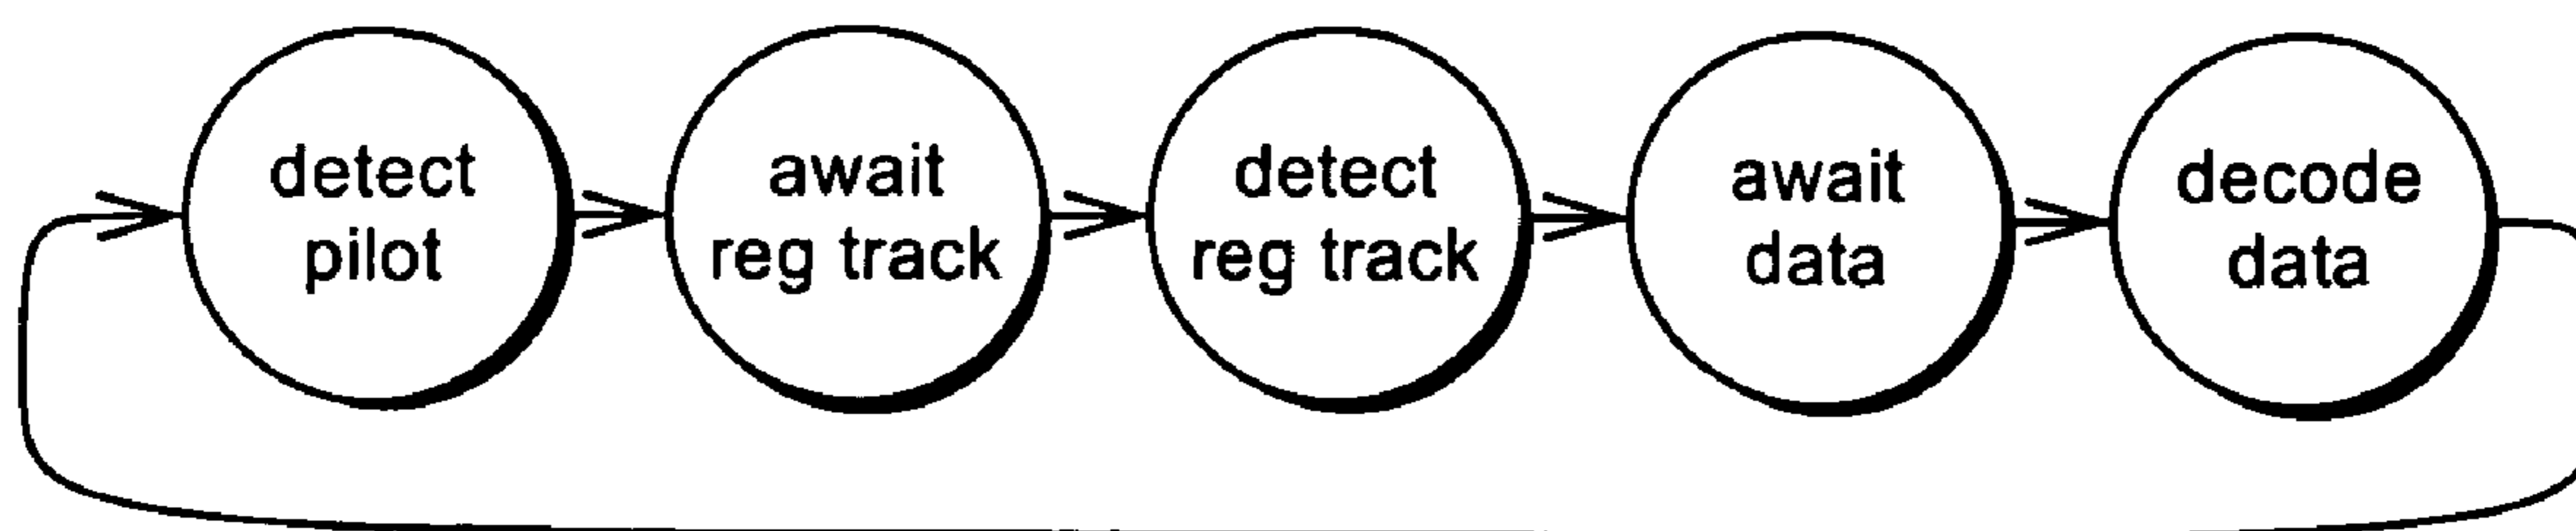 detect
pilot
await
reg track
detect
reg track
await
data
decode
data